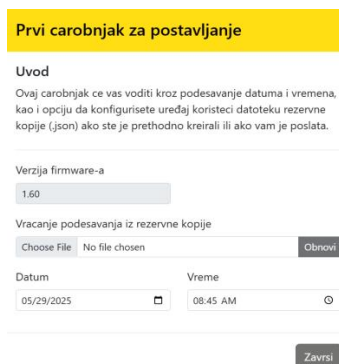 Prvi carobnjak za postavljanje
Uvod
Ovaj carobnjak ce vas voditi kroz podesavanje datuma i vremena,
kao i opciju da konfigurisete uređaj koristeci datoteku rezervne
kopije (.json) ako ste je prethodno kreirali ili ako vam je poslata.
Verzija firmware-a
1.60
Vracanje podesavanja iz rezervne kopije
Choose File No file chosen Obnovi
Datum Vreme
05/29/2025 08:45 AM
Zavrsi